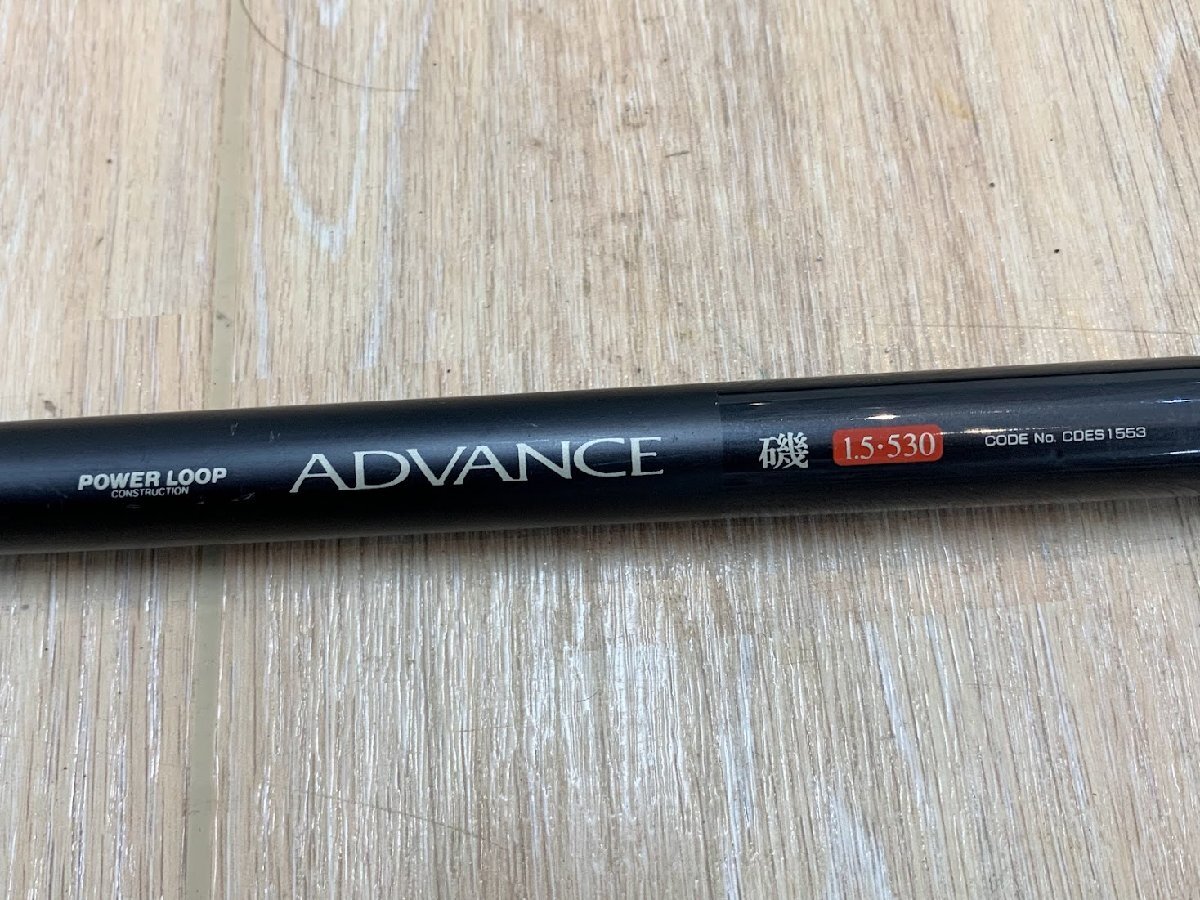 POWER LOOP
CONSTRUCTION
ADVANCE 磯 1.5·530 CODE No. CDES1553